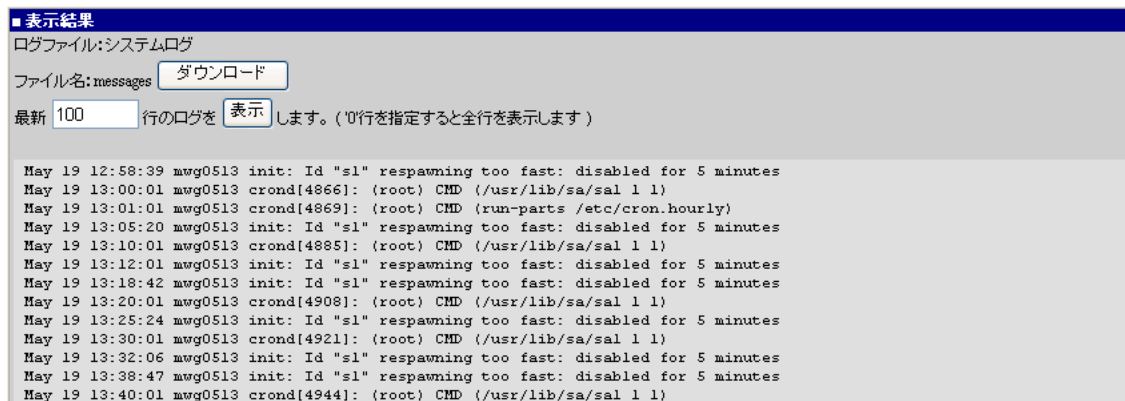 ■表示結果
ログファイル:システムログ
ファイル名:messages ダウンロード
最新 100 行のログを 表示 します。( '0'行を指定すると全行を表示します )
May 19 12:58:39 mwg0513 init: Id "sl" respawning too fast: disabled for 5 minutes
May 19 13:00:01 mwg0513 crond[4866]: (root) CMD (/usr/lib/sa/sa1 1 1)
May 19 13:01:01 mwg0513 crond[4869]: (root) CMD (run-parts /etc/cron.hourly)
May 19 13:05:20 mwg0513 init: Id "sl" respawning too fast: disabled for 5 minutes
May 19 13:10:01 mwg0513 crond[4885]: (root) CMD (/usr/lib/sa/sa1 1 1)
May 19 13:12:01 mwg0513 init: Id "sl" respawning too fast: disabled for 5 minutes
May 19 13:18:42 mwg0513 init: Id "sl" respawning too fast: disabled for 5 minutes
May 19 13:20:01 mwg0513 crond[4908]: (root) CMD (/usr/lib/sa/sa1 1 1)
May 19 13:25:24 mwg0513 init: Id "sl" respawning too fast: disabled for 5 minutes
May 19 13:30:01 mwg0513 crond[4921]: (root) CMD (/usr/lib/sa/sa1 1 1)
May 19 13:32:06 mwg0513 init: Id "sl" respawning too fast: disabled for 5 minutes
May 19 13:38:47 mwg0513 init: Id "sl" respawning too fast: disabled for 5 minutes
May 19 13:40:01 mwg0513 crond[4944]: (root) CMD (/usr/lib/sa/sa1 1 1)